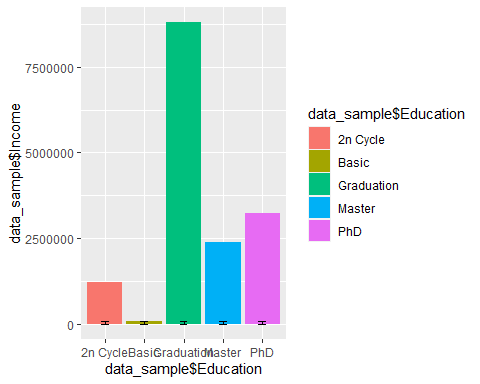 data_sample$Income
7500000
5000000
2500000
0
2n Cycle
Basic
Graduation
Master
PhD
data_sample$Education
data_sample$Education
2n Cycle
Basic
Graduation
Master
PhD